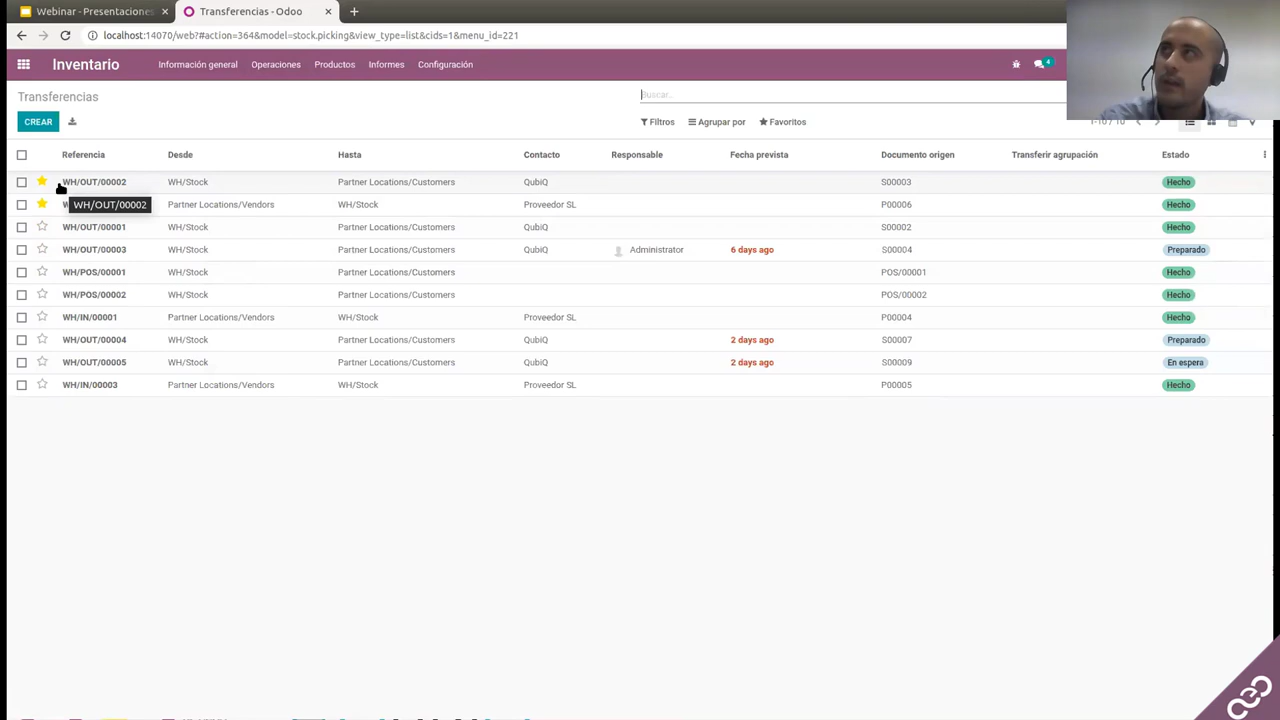 Webinar - Presentaciones
Transferencias - Odoo
localhost:14070/web?#action=364&model=stock.picking&view_type=list&cids=1&menu_id=221
Inventario Información general Operaciones Productos Informes Configuración 4
Transferencias Buscar...
CREAR Filtros Agrupar por Favoritos 1-10 / 10
Referencia Desde Hasta Contacto Responsable Fecha prevista Documento origen Transferir agrupación Estado
WH/OUT/00002 WH/Stock Partner Locations/Customers QubiQ S00003 Hecho
WH/OUT/00002
Partner Locations/Vendors WH/Stock Proveedor SL P00006 Hecho
WH/OUT/00001 WH/Stock Partner Locations/Customers QubiQ S00002 Hecho
WH/OUT/00003 WH/Stock Partner Locations/Customers QubiQ Administrator 6 days ago S00004 Preparado
WH/POS/00001 WH/Stock Partner Locations/Customers POS/00001 Hecho
WH/POS/00002 WH/Stock Partner Locations/Customers POS/00002 Hecho
WH/IN/00001 Partner Locations/Vendors WH/Stock Proveedor SL P00004 Hecho
WH/OUT/00004 WH/Stock Partner Locations/Customers QubiQ 2 days ago S00007 Preparado
WH/OUT/00005 WH/Stock Partner Locations/Customers QubiQ 2 days ago S00009 En espera
WH/IN/00003 Partner Locations/Vendors WH/Stock Proveedor SL P00005 Hecho